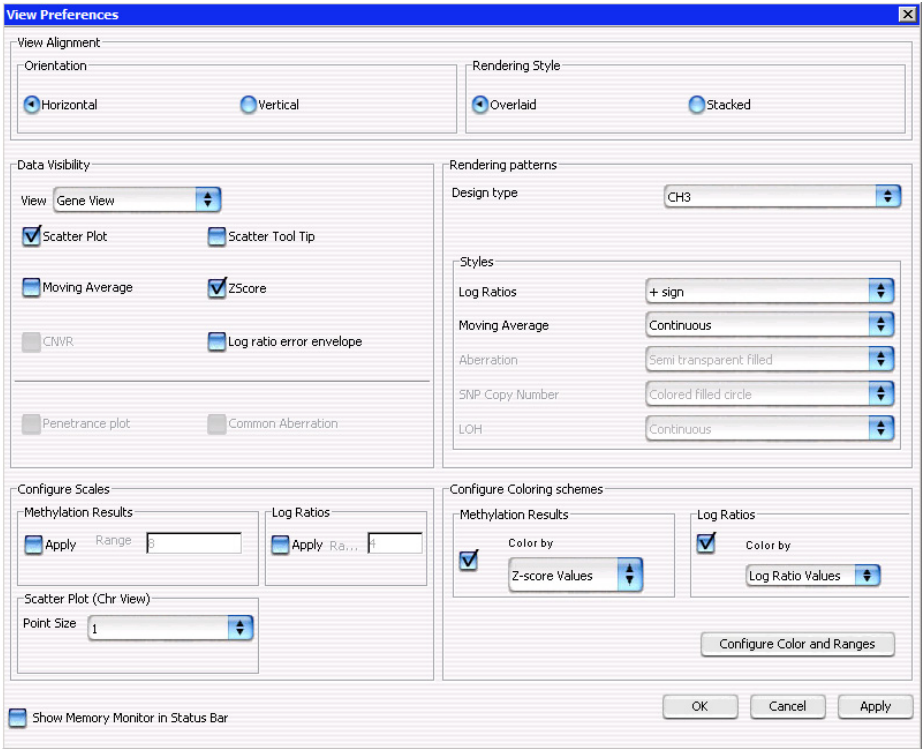 View Preferences
View Alignment
Orientation
Rendering Style
Horizontal
Vertical
Overlaid
Stacked
Data Visibility
View Gene View
Scatter Plot
Scatter Tool Tip
Moving Average
ZScore
CNVR
Log ratio error envelope
Penetrance plot
Common Aberration
Rendering patterns
Design type CH3
Styles
Log Ratios + sign
Moving Average Continuous
Aberration Semi transparent filled
SNP Copy Number Colored filled circle
LOH Continuous
Configure Scales
Methylation Results
Apply Range 8
Log Ratios
Apply Ra... 4
Scatter Plot (Chr View)
Point Size 1
Configure Coloring schemes
Methylation Results
Color by
Z-score Values
Log Ratios
Color by
Log Ratio Values
Configure Color and Ranges
Show Memory Monitor in Status Bar
OK
Cancel
Apply